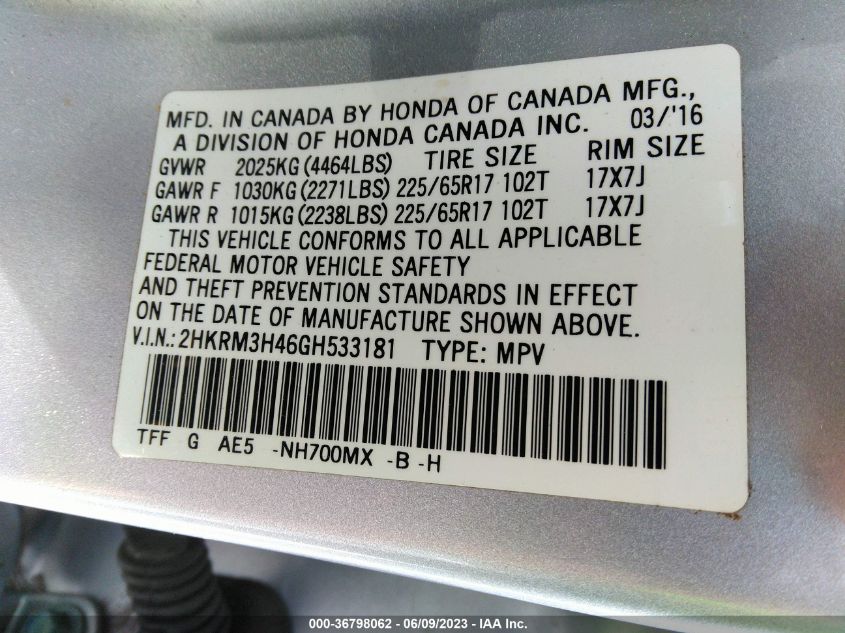 MFD. IN CANADA BY HONDA OF CANADA MFG.,
A DIVISION OF HONDA CANADA INC. 03/'16
GVWR 2025KG (4464LBS) TIRE SIZE RIM SIZE
GAWR F 1030KG (2271LBS) 225/65R17 102T 17X7J
GAWR R 1015KG (2238LBS) 225/65R17 102T 17X7J
THIS VEHICLE CONFORMS TO ALL APPLICABLE
FEDERAL MOTOR VEHICLE SAFETY
AND THEFT PREVENTION STANDARDS IN EFFECT
ON THE DATE OF MANUFACTURE SHOWN ABOVE.
V.I.N.: 2HKRM3H46GH533181 TYPE: MPV
TFF G AE5 -NH700MX -B -H
000-36798062 - 06/09/2023 - IAA Inc.